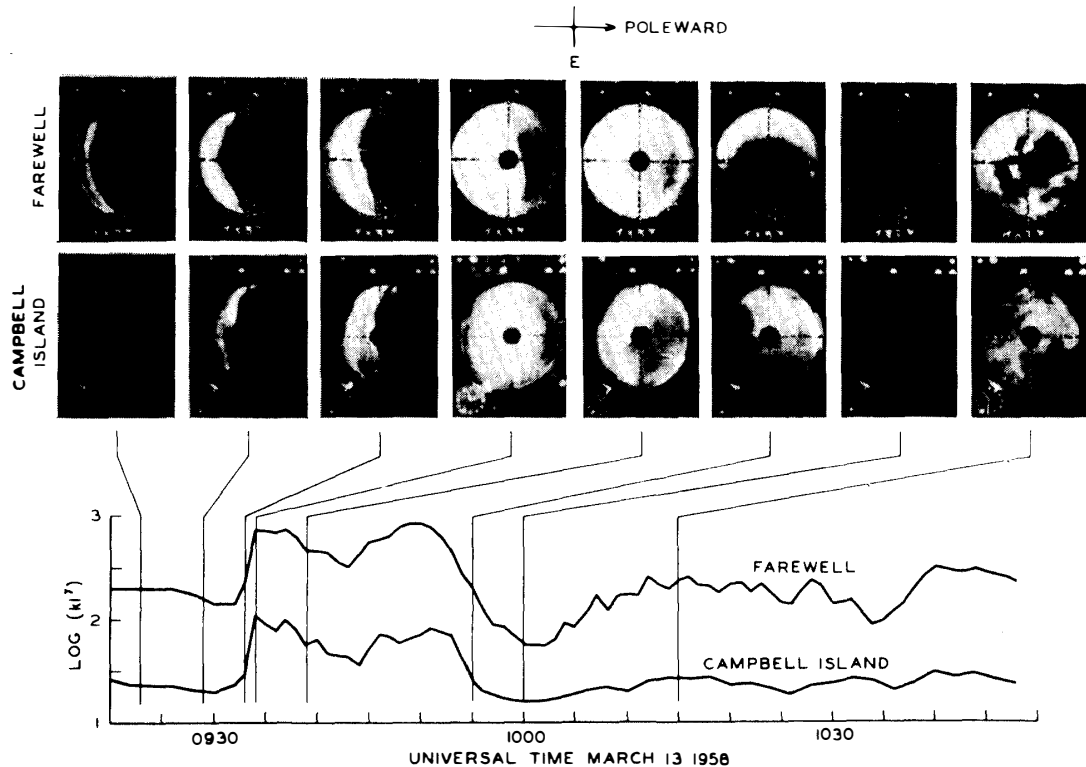 POLEWARD
E
FAREWELL
CAMPBELL
ISLAND
3
2
1
LOG (kI⁷)
FAREWELL
CAMPBELL ISLAND
0930
1000
1030
UNIVERSAL TIME MARCH 13 1958